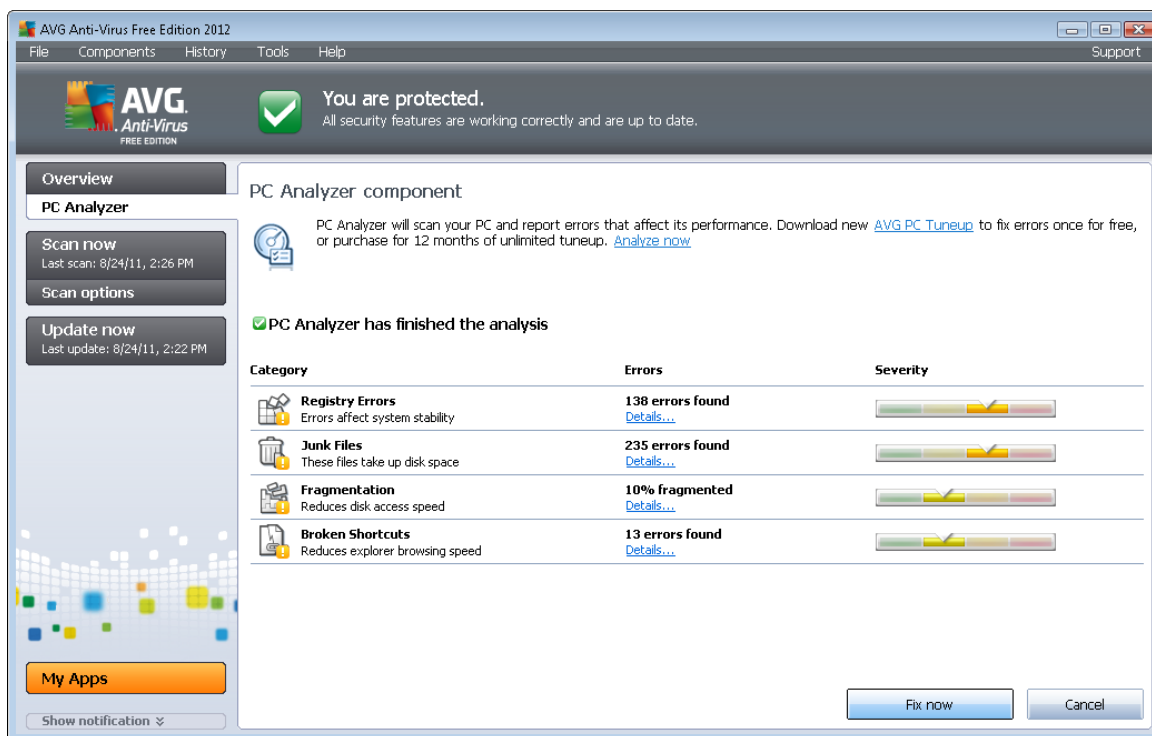 AVG Anti-Virus Free Edition 2012
File Components History Tools Help Support
AVG.
Anti-Virus
FREE EDITION
You are protected.
All security features are working correctly and are up to date.
Overview
PC Analyzer
Scan now
Last scan: 8/24/11, 2:26 PM
Scan options
Update now
Last update: 8/24/11, 2:22 PM
My Apps
Show notification
PC Analyzer component
PC Analyzer will scan your PC and report errors that affect its performance. Download new AVG PC Tuneup to fix errors once for free,
or purchase for 12 months of unlimited tuneup. Analyze now
PC Analyzer has finished the analysis
Category Errors Severity
Registry Errors 138 errors found
Errors affect system stability Details...
Junk Files 235 errors found
These files take up disk space Details...
Fragmentation 10% fragmented
Reduces disk access speed Details...
Broken Shortcuts 13 errors found
Reduces explorer browsing speed Details...
Fix now Cancel